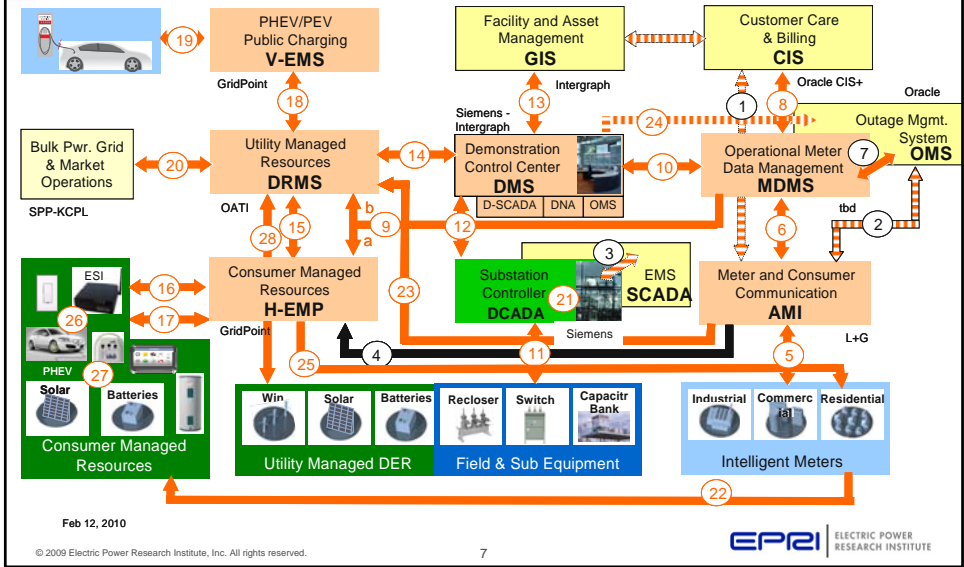 PHEV/PEV
Public Charging
V-EMS
19
GridPoint
18
Facility and Asset
Management
GIS
Intergraph
13
Customer Care
& Billing
CIS
Oracle CIS+
1
8
Oracle
Siemens -
Intergraph
24
Outage Mgmt.
System
OMS
7
Bulk Pwr. Grid
& Market
Operations
SPP-KCPL
20
Utility Managed
Resources
DRMS
OATI
14
Demonstration
Control Center
DMS
D-SCADA
DNA
OMS
10
Operational Meter
Data Management
MDMS
tbd
2
28
15
b
9
a
12
6
3
Consumer Managed
Resources
H-EMP
GridPoint
23
Substation
Controller
DCADA
21
Siemens
EMS
SCADA
Meter and Consumer
Communication
AMI
L+G
ESI
16
26
17
PHEV
27
Solar
Batteries
Consumer Managed
Resources
4
25
11
5
Win
Solar
Batteries
Utility Managed DER
Recloser
Switch
Capacitr
Bank
Field & Sub Equipment
Industrial
Commerc
ial
Residential
Intelligent Meters
22
Feb 12, 2010
© 2009 Electric Power Research Institute, Inc. All rights reserved.
7
EPRI
ELECTRIC POWER
RESEARCH INSTITUTE